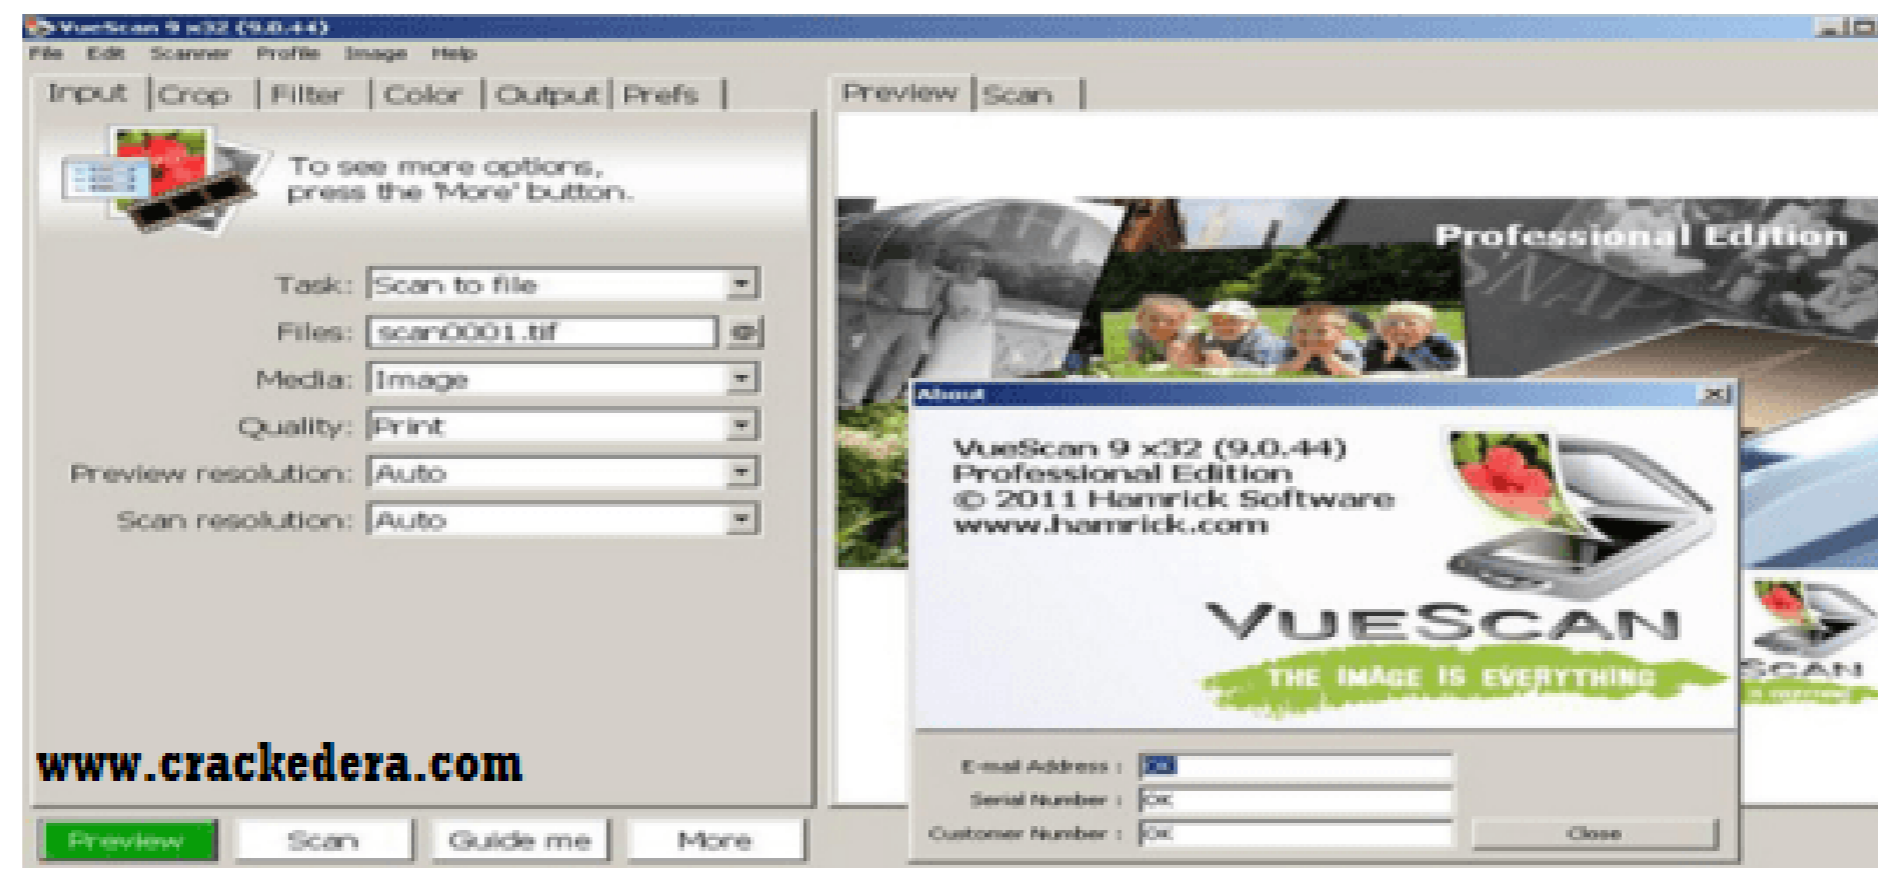 VueScan 9 x32 (9.0.44)
File Edit Scanner Profile Image Help
Input Crop Filter Color Output Prefs
Preview Scan
To see more options,
press the 'More' button.
Task: Scan to file
Files: scan0001.tif
Media: Image
Quality: Print
Preview resolution: Auto
Scan resolution: Auto
www.crackedera.com
Preview Scan Guide me More
Professional Edition
SNAP
About
VueScan 9 x32 (9.0.44)
Professional Edition
© 2011 Hamrick Software
www.hamrick.com
VUESCAN
THE IMAGE IS EVERYTHING
SCAN
IS EVERYTHING
E-mail Address : OK
Serial Number : OK
Customer Number : OK
Close